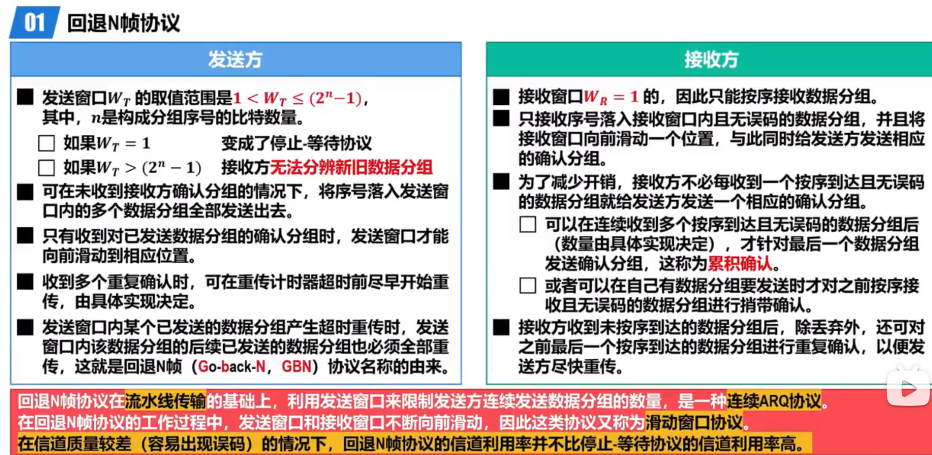 01 回退N帧协议
发送方
■ 发送窗口W_T 的取值范围是1 < W_T ≤ (2^n−1),
其中，n是构成分组序号的比特数量。
□ 如果W_T = 1 变成了停止-等待协议
□ 如果W_T > (2^n − 1) 接收方无法分辨新旧数据分组
■ 可在未收到接收方确认分组的情况下，将序号落入发送窗
口内的多个数据分组全部发送出去。
■ 只有收到对已发送数据分组的确认分组时，发送窗口才能
向前滑动到相应位置。
■ 收到多个重复确认时，可在重传计时器超时前尽早开始重
传，由具体实现决定。
■ 发送窗口内某个已发送的数据分组产生超时重传时，发送
窗口内该数据分组的后续已发送的数据分组也必须全部重
传，这就是回退N帧（Go-back-N，GBN）协议名称的由来。
接收方
■ 接收窗口W_R = 1 的，因此只能按序接收数据分组。
■ 只接收序号落入接收窗口内且无误码的数据分组，并且将
接收窗口向前滑动一个位置，与此同时给发送方发送相应
的确认分组。
■ 为了减少开销，接收方不必每收到一个按序到达且无误码
的数据分组就给发送方发送一个相应的确认分组。
□ 可以在连续收到多个按序到达且无误码的数据分组后
（数量由具体实现决定），才针对最后一个数据分组
发送确认分组，这称为累积确认。
□ 或者可以在自己有数据分组要发送时才对之前按序接
收且无误码的数据分组进行捎带确认。
■ 接收方收到未按序到达的数据分组后，除丢弃外，还可对
之前最后一个按序到达的数据分组进行重复确认，以便发
送方尽快重传。
回退N帧协议在流水线传输的基础上，利用发送窗口来限制发送方连续发送数据分组的数量，是一种连续ARQ协议。
在回退N帧协议的工作过程中，发送窗口和接收窗口不断向前滑动，因此这类协议又称为滑动窗口协议。
在信道质量较差（容易出现误码）的情况下，回退N帧协议的信道利用率并不比停止-等待协议的信道利用率高。